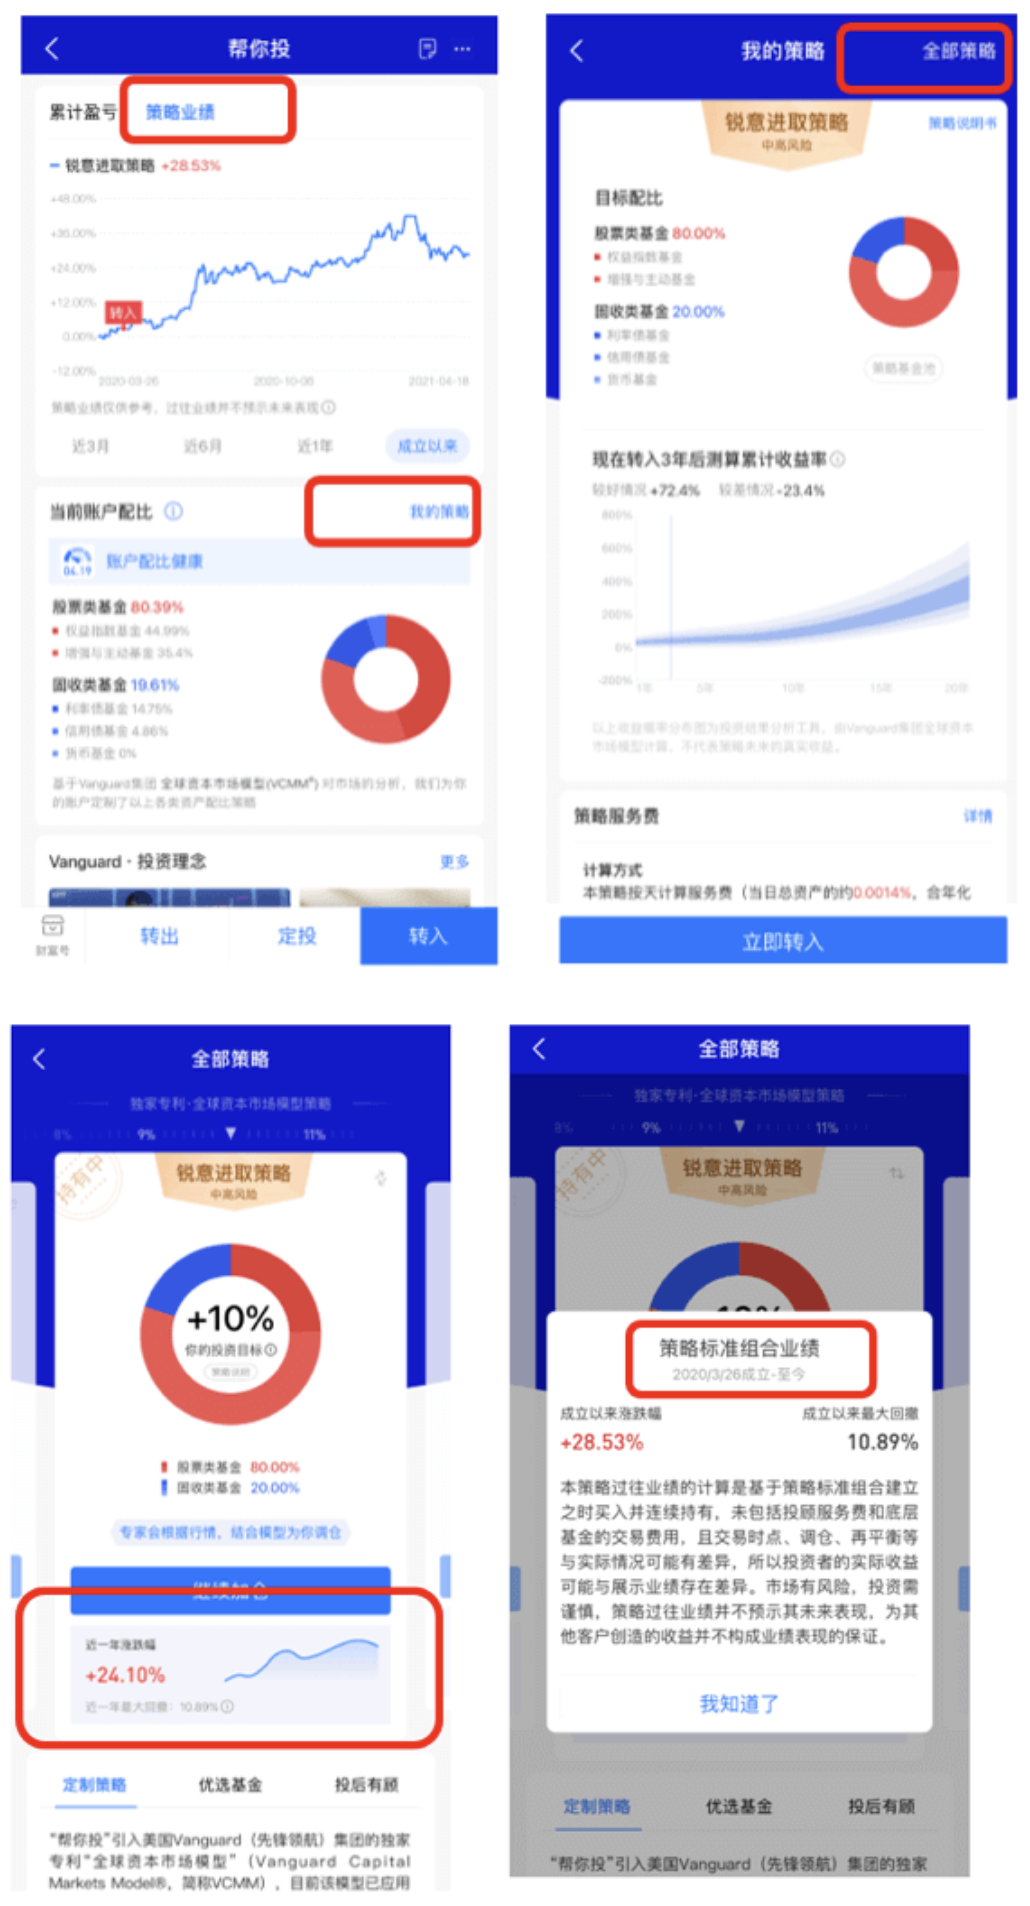 帮你投
累计盈亏 策略业绩
锐意进取策略 +28.53%
+48.00%
+36.00%
+24.00%
+12.00%
转入
0.00%
-12.00%
2020-03-26 2020-10-06 2021-04-18
策略业绩仅供参考，过往业绩并不预示未来表现
近3月 近6月 近1年 成立以来
当前账户配比 我的策略
04.19 账户配比健康
股票类基金 80.39%
权益指数基金 44.99%
增强与主动基金 35.4%
固收类基金 19.61%
利率债基金 14.75%
信用债基金 4.86%
货币基金 0%
基于Vanguard集团 全球资本市场模型(VCMM®) 对市场的分析，我们为你
的账户定制了以上各类资产配比策略
Vanguard · 投资理念 更多
财富号 转出 定投 转入
我的策略 全部策略
锐意进取策略 策略说明书
中高风险
目标配比
股票类基金 80.00%
权益指数基金
增强与主动基金
固收类基金 20.00%
利率债基金
信用债基金
货币基金
策略基金池
现在转入3年后测算累计收益率
较好情况 +72.4% 较差情况 -23.4%
800%
600%
400%
200%
0%
-200%
1年 5年 10年 15年 20年
以上收益概率分布图为投资结果分析工具，由Vanguard集团全球资本
市场模型计算，不代表策略未来的真实收益。
策略服务费 详情
计算方式
本策略按天计算服务费（当日总资产的约0.0014%，合年化
立即转入
全部策略
独家专利·全球资本市场模型策略
8% 9% 11%
持有中
锐意进取策略
中高风险
+10%
你的投资目标
策略说明
股票类基金 80.00%
固收类基金 20.00%
专家会根据行情，结合模型为你调仓
继续加仓
近一年涨跌幅
+24.10%
近一年最大回撤：10.89%
定制策略 优选基金 投后有顾
“帮你投”引入美国Vanguard（先锋领航）集团的独家
专利“全球资本市场模型”（Vanguard Capital
Markets Model®，简称VCMM），目前该模型已应用
全部策略
独家专利·全球资本市场模型策略
8% 9% 11%
持有中
锐意进取策略
中高风险
策略标准组合业绩
2020/3/26成立-至今
成立以来涨跌幅 成立以来最大回撤
+28.53% 10.89%
本策略过往业绩的计算是基于策略标准组合建立
之时买入并连续持有，未包括投顾服务费和底层
基金的交易费用，且交易时点、调仓、再平衡等
与实际情况可能有差异，所以投资者的实际收益
可能与展示业绩存在差异。市场有风险，投资需
谨慎，策略过往业绩并不预示其未来表现，为其
他客户创造的收益并不构成业绩表现的保证。
我知道了
定制策略 优选基金 投后有顾
“帮你投”引入美国Vanguard（先锋领航）集团的独家